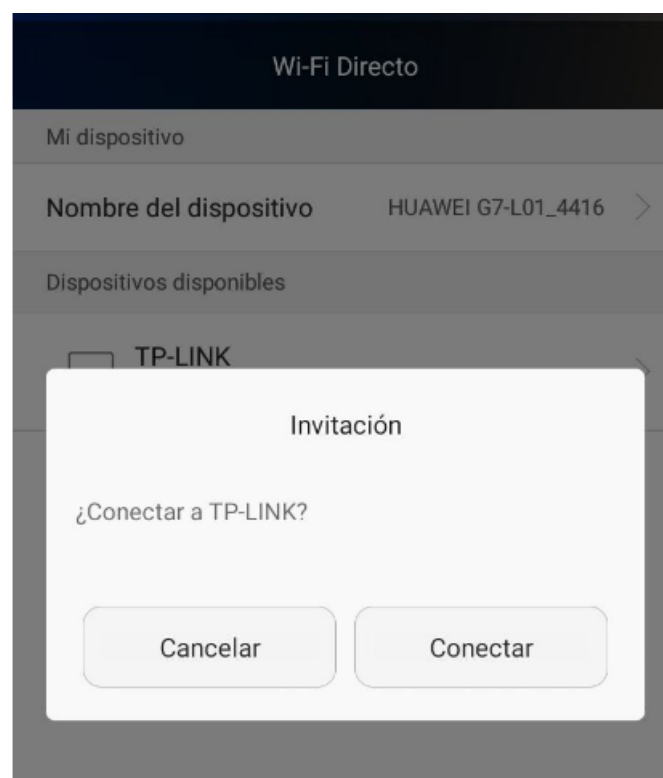 Wi-Fi Directo
Mi dispositivo
Nombre del dispositivo HUAWEI G7-L01_4416
Dispositivos disponibles
TP-LINK
Invitación
¿Conectar a TP-LINK?
Cancelar Conectar